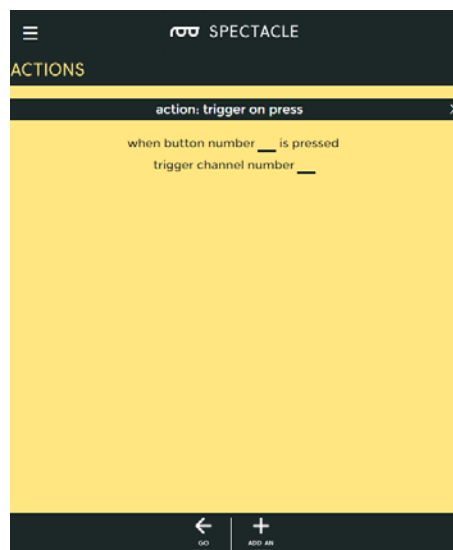 SPECTACLE
ACTIONS
action: trigger on press
when button number __ is pressed
trigger channel number __
GO
ADD AN